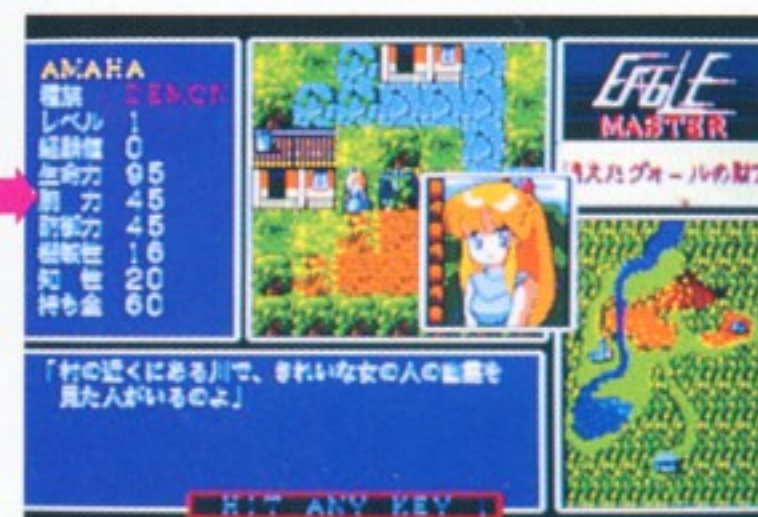 AMAHA
種族 DEMON
レベル 1
経験値 0
生命力 95
腕 力 45
防御力 45
機敏性 16
知 性 20
持ち金 60
EAGLE
MASTER
消えたヴォールの
「村の近くにある川で、きれいな女の人の幽霊を
見た人がいるのよ」
HIT ANY KEY